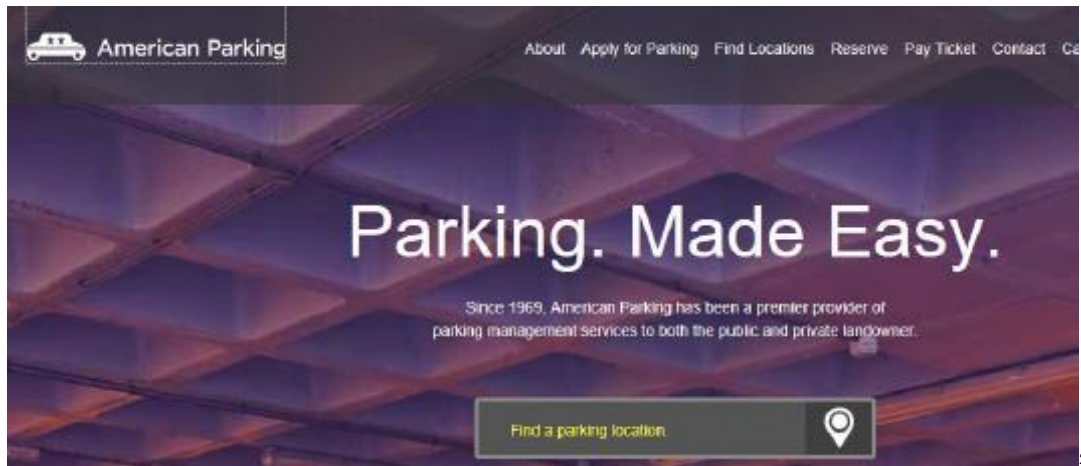 American Parking
About Apply for Parking Find Locations Reserve Pay Ticket Contact
Parking. Made Easy.
Since 1969, American Parking has been a premier provider of
parking management services to both the public and private landowner.
Find a parking location